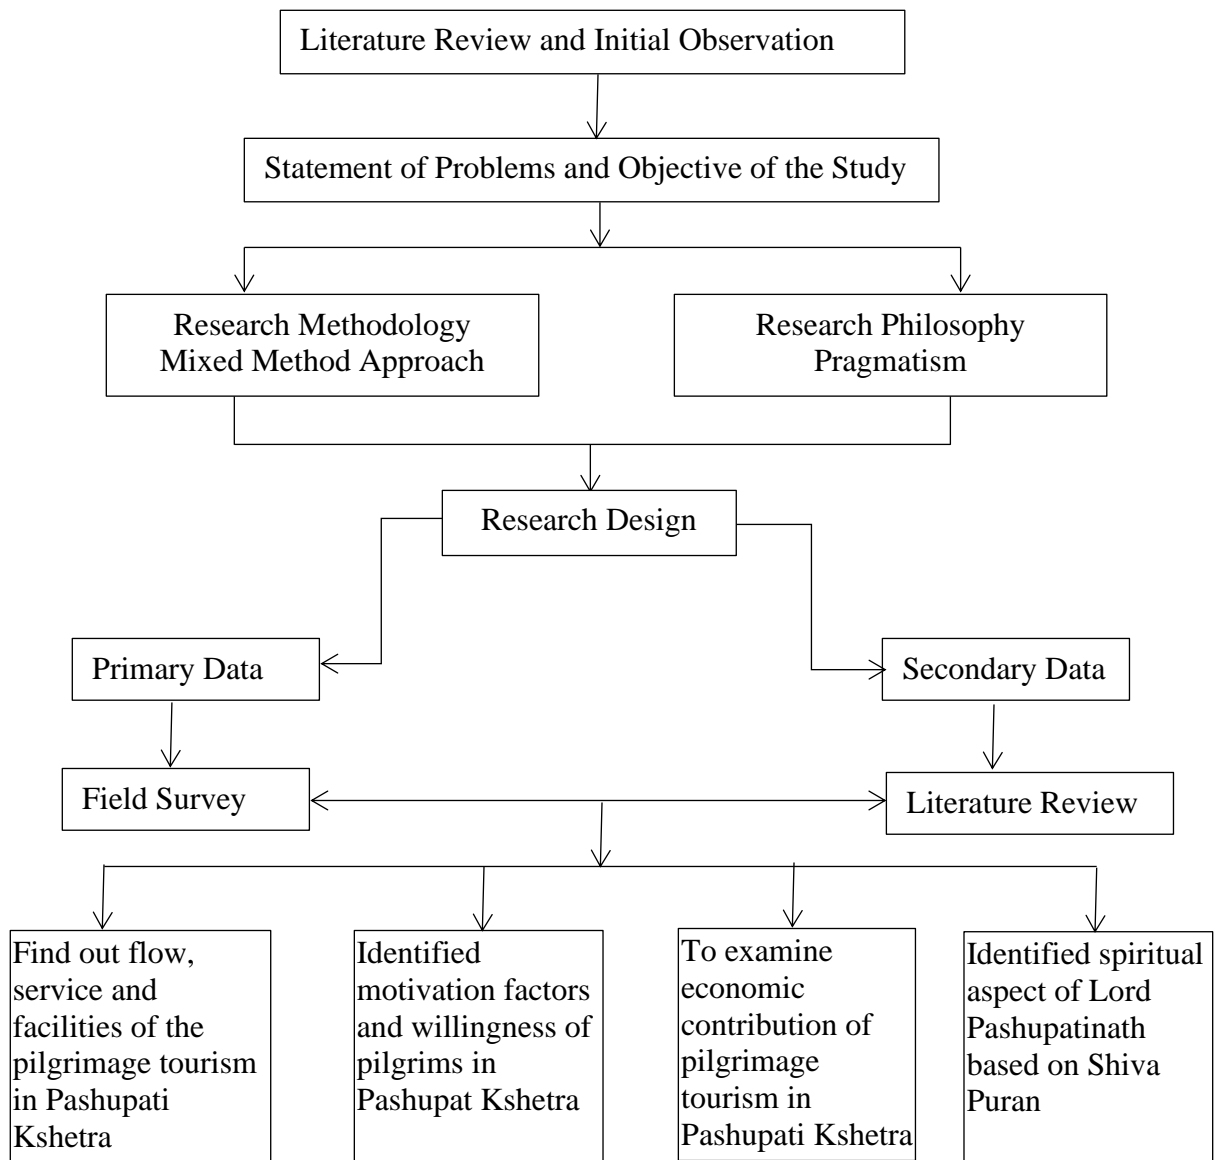 Literature Review and Initial Observation
Statement of Problems and Objective of the Study
Research Methodology
Mixed Method Approach
Research Philosophy
Pragmatism
Research Design
Primary Data
Secondary Data
Field Survey
Literature Review
Find out flow,
service and
facilities of the
pilgrimage tourism
in Pashupati
Kshetra
Identified
motivation factors
and willingness of
pilgrims in
Pashupat Kshetra
To examine
economic
contribution of
pilgrimage
tourism in
Pashupati Kshetra
Identified spiritual
aspect of Lord
Pashupatinath
based on Shiva
Puran